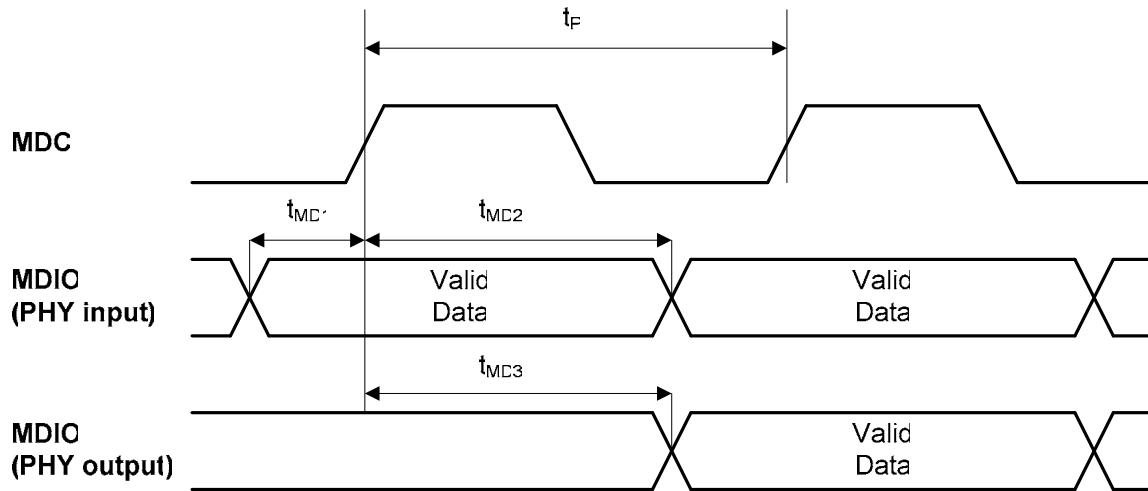 tP
MDC
tMD1
tMD2
MDIO
(PHY input)
Valid
Data
Valid
Data
tMD3
MDIO
(PHY output)
Valid
Data